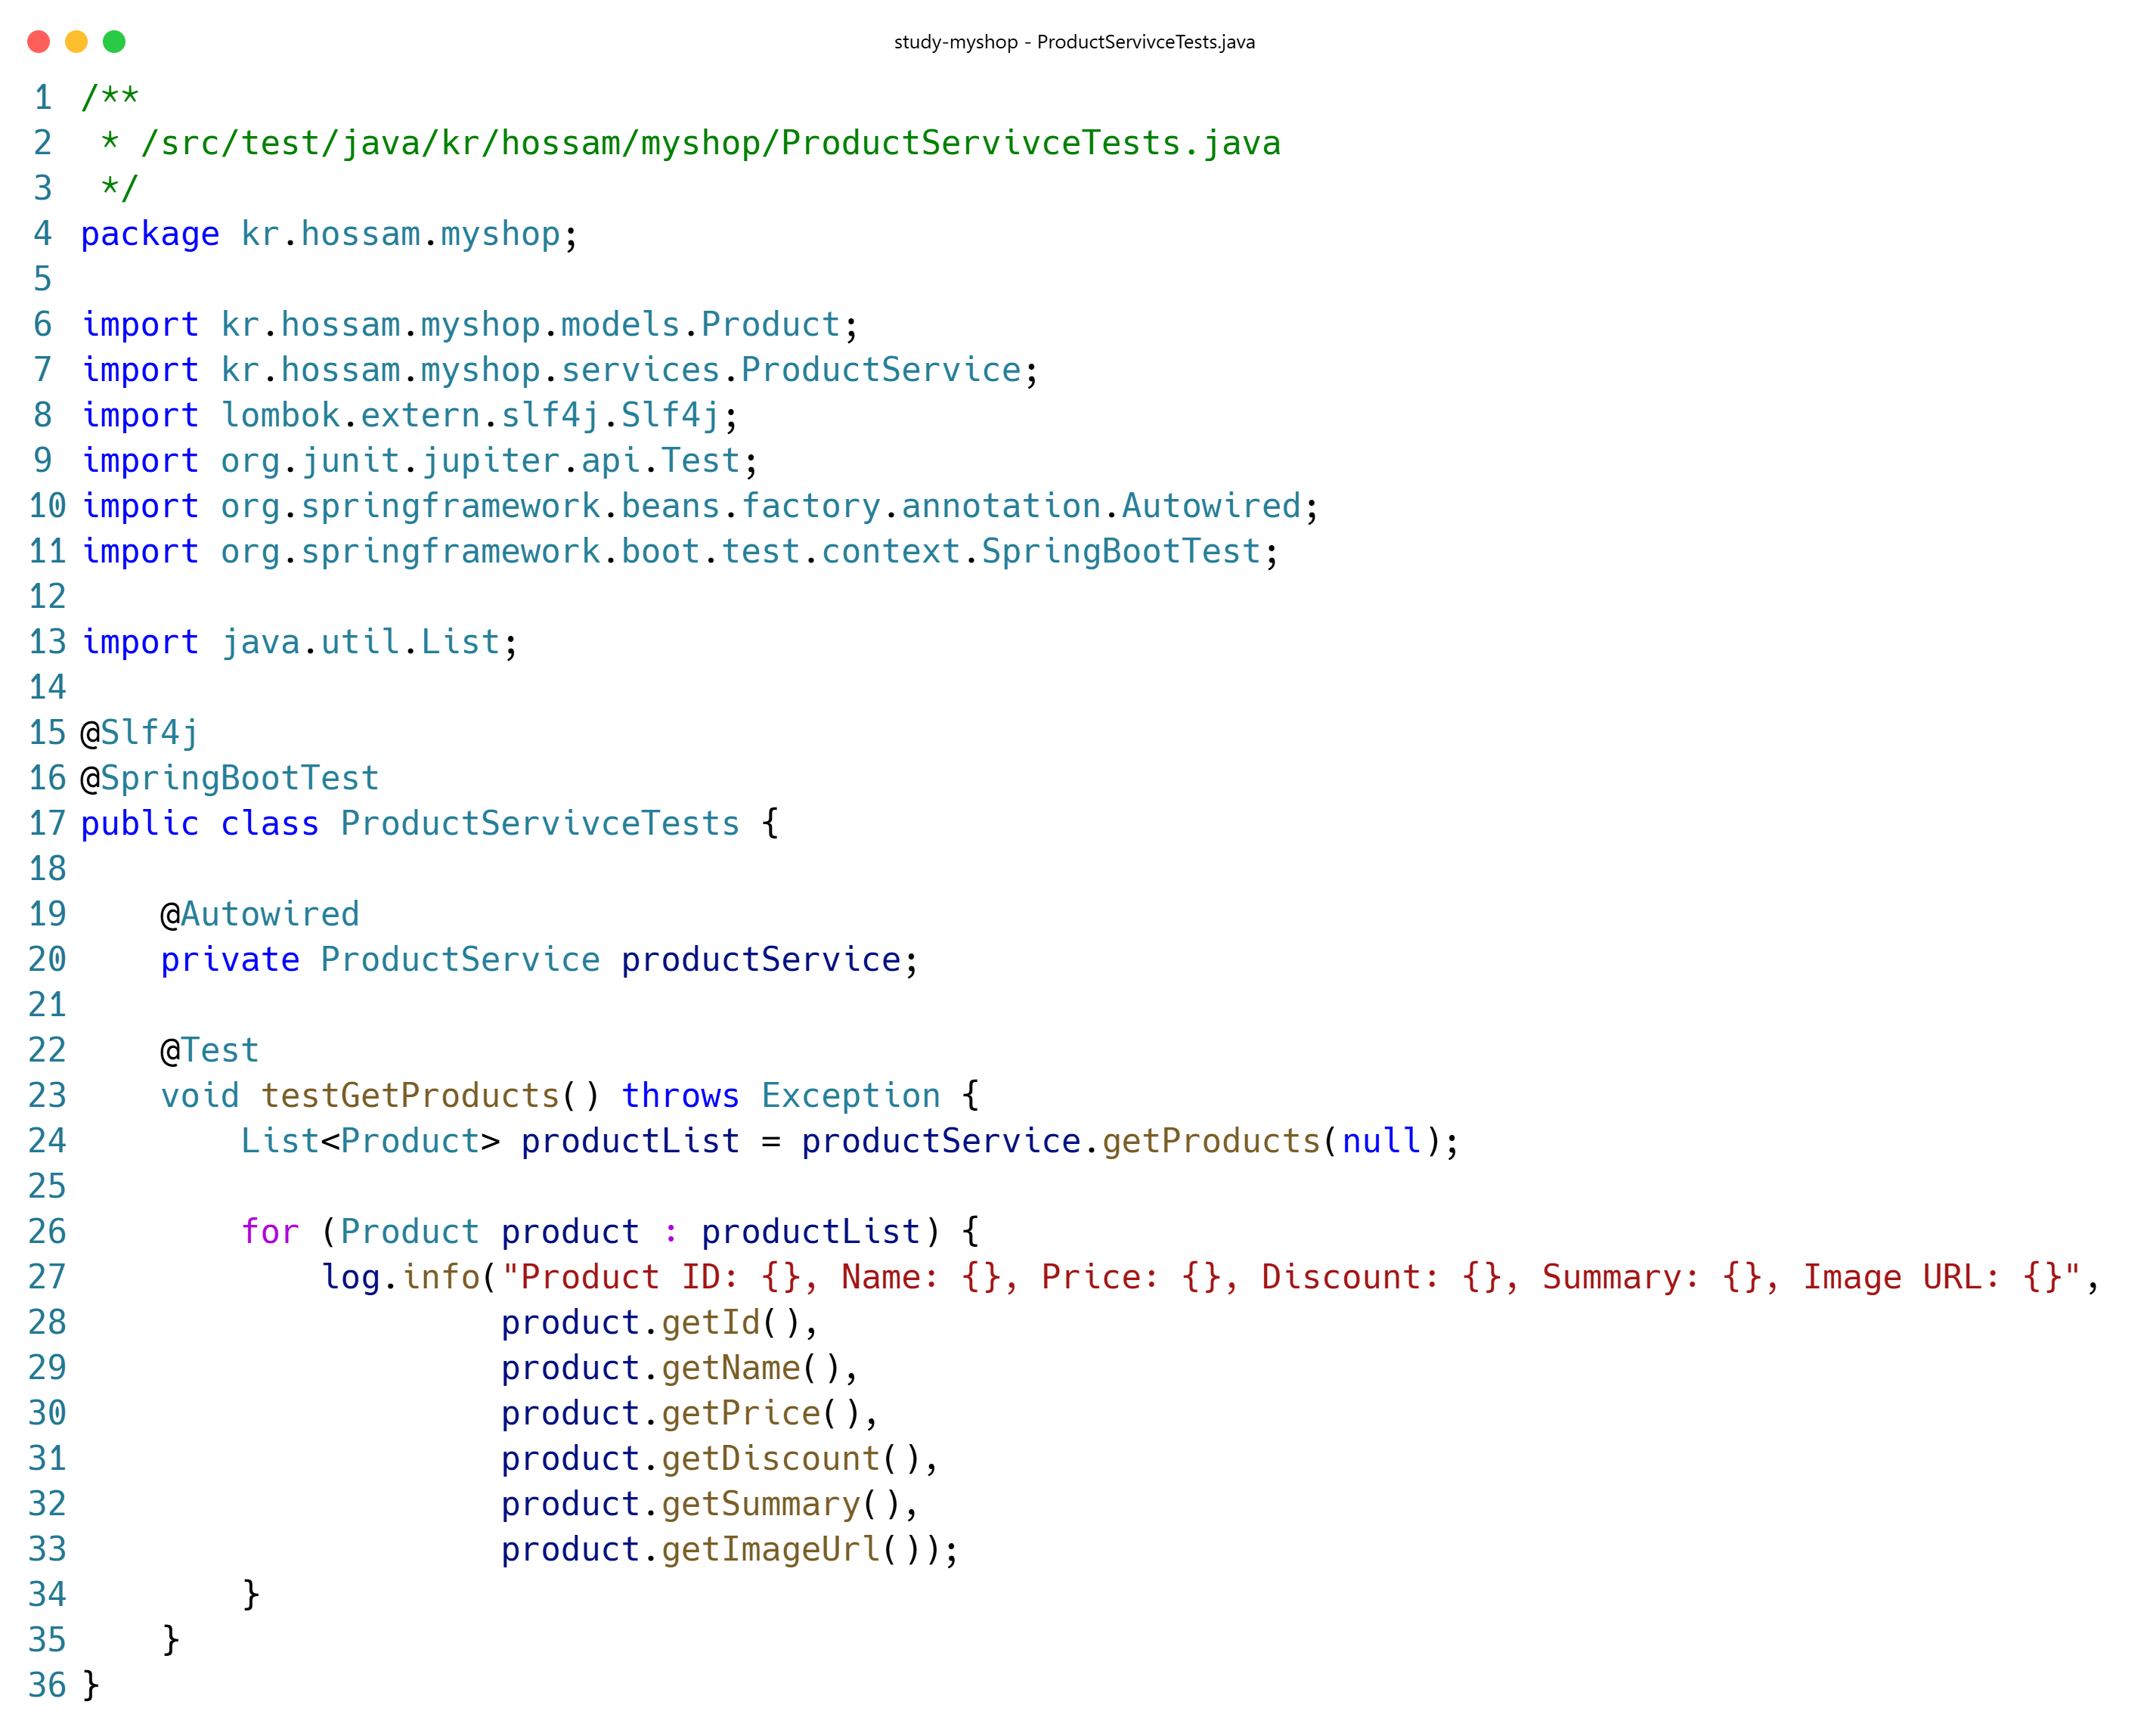 study-myshop - ProductServivceTests.java
1 /**
2  * /src/test/java/kr/hossam/myshop/ProductServivceTests.java
3  */
4 package kr.hossam.myshop;
5
6 import kr.hossam.myshop.models.Product;
7 import kr.hossam.myshop.services.ProductService;
8 import lombok.extern.slf4j.Slf4j;
9 import org.junit.jupiter.api.Test;
10 import org.springframework.beans.factory.annotation.Autowired;
11 import org.springframework.boot.test.context.SpringBootTest;
12
13 import java.util.List;
14
15 @Slf4j
16 @SpringBootTest
17 public class ProductServivceTests {
18
19     @Autowired
20     private ProductService productService;
21
22     @Test
23     void testGetProducts() throws Exception {
24         List<Product> productList = productService.getProducts(null);
25
26         for (Product product : productList) {
27             log.info("Product ID: {}, Name: {}, Price: {}, Discount: {}, Summary: {}, Image URL: {}",
28                      product.getId(),
29                      product.getName(),
30                      product.getPrice(),
31                      product.getDiscount(),
32                      product.getSummary(),
33                      product.getImageUrl());
34         }
35     }
36 }